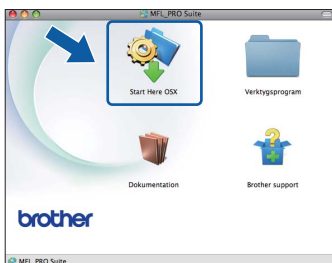 MFL_PRO Suite
Start Here OSX
Verktygsprogram
Dokumentation
Brother support
brother
MFL_PRO Suite